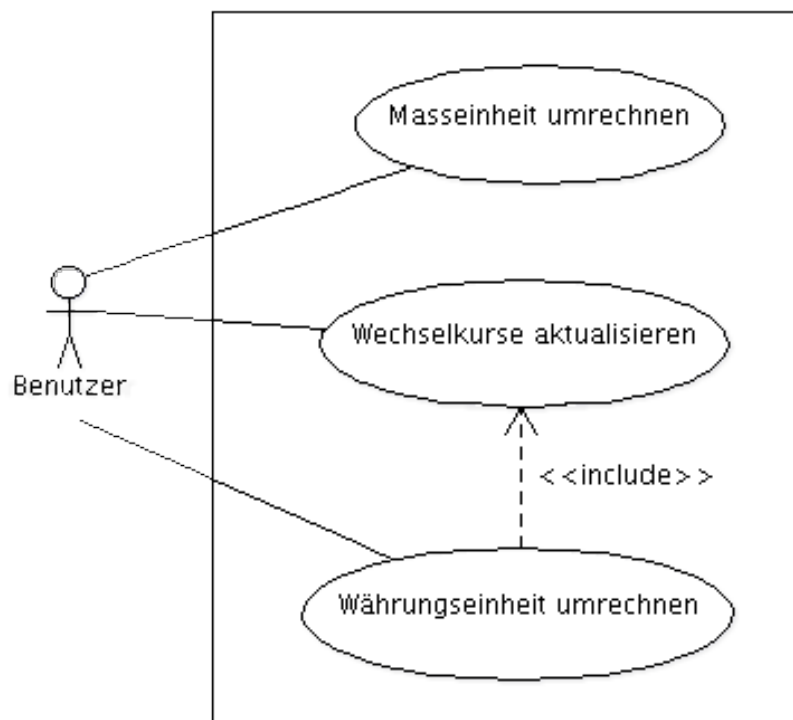 Masseinheit umrechnen
Wechselkurse aktualisieren
Benutzer
<<include>>
Währungseinheit umrechnen